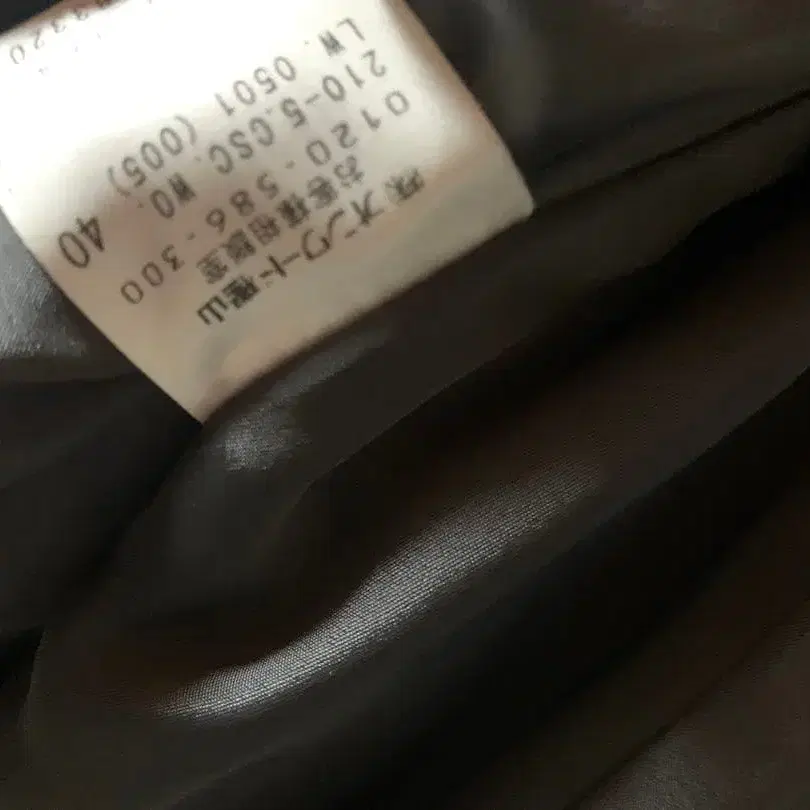 ㈱オンワード樫山
お客様相談室
0120-586-300
210-5.CSC. WO. 40
LW. 0501 (005)